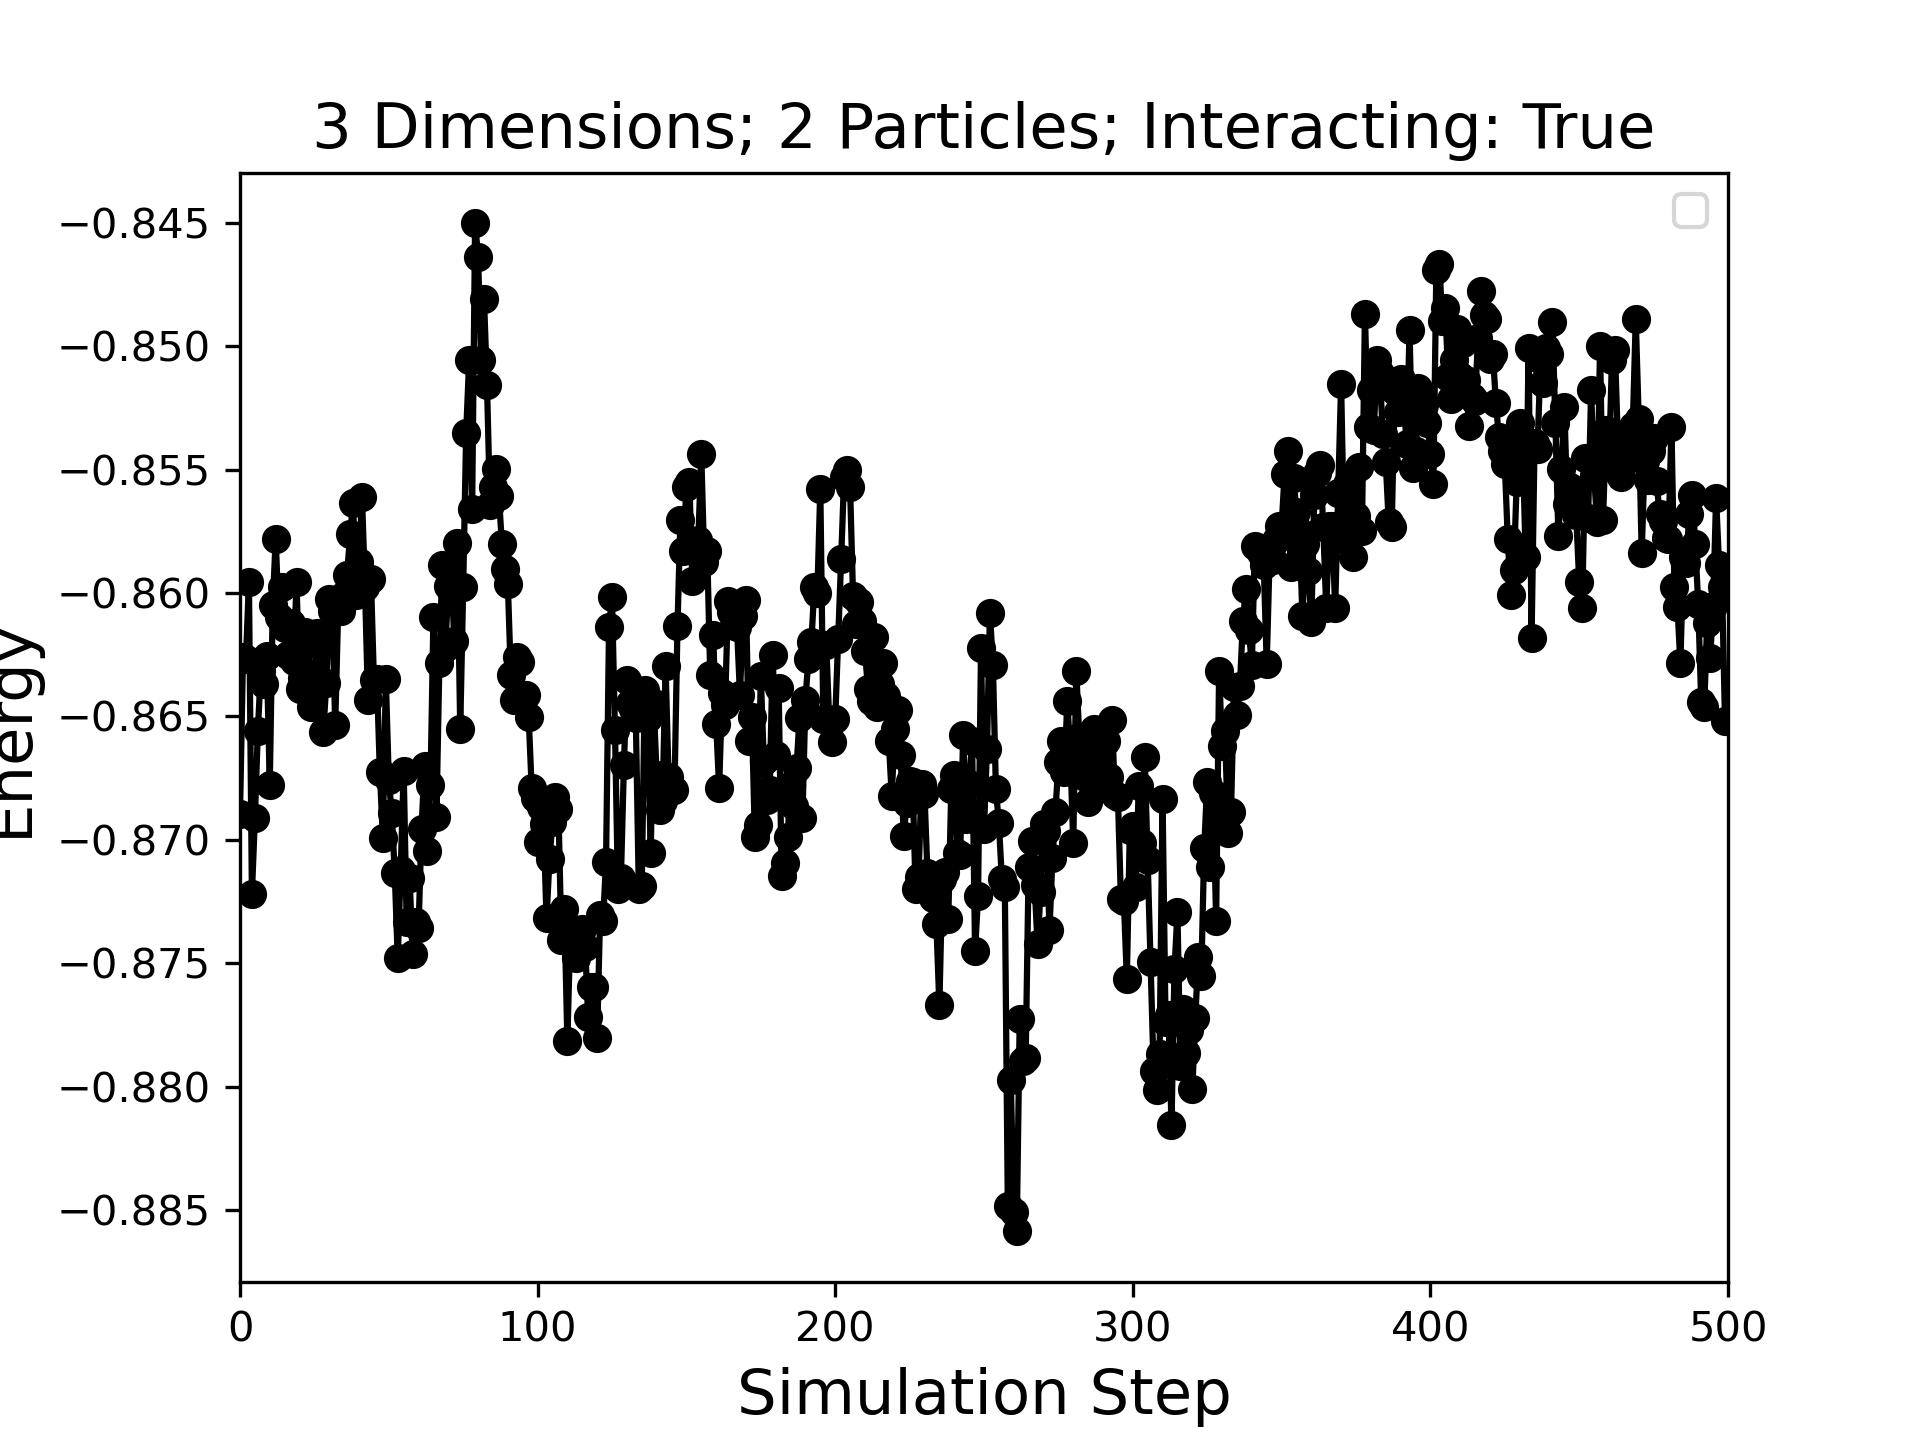 3 Dimensions; 2 Particles; Interacting: True
−0.845
−0.850
−0.855
−0.860
−0.865
−0.870
−0.875
−0.880
−0.885
Energy
0 100 200 300 400 500
Simulation Step